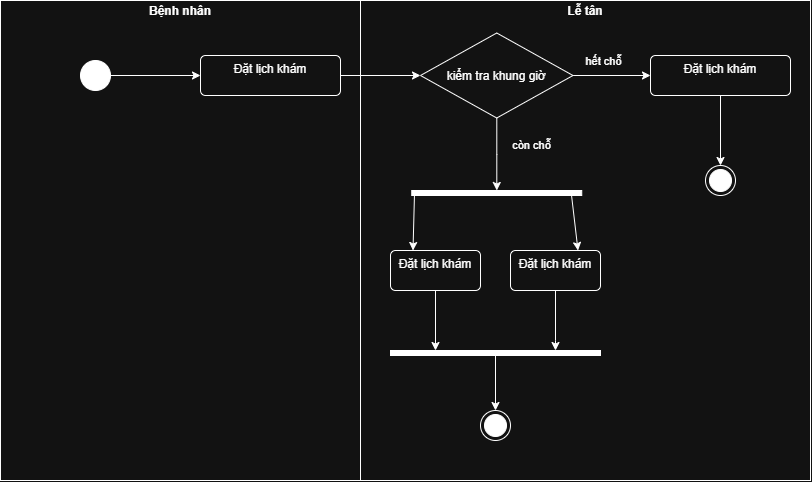 Bệnh nhân
Lễ tân
Đặt lịch khám
kiểm tra khung giờ
hết chỗ
Đặt lịch khám
còn chỗ
Đặt lịch khám
Đặt lịch khám